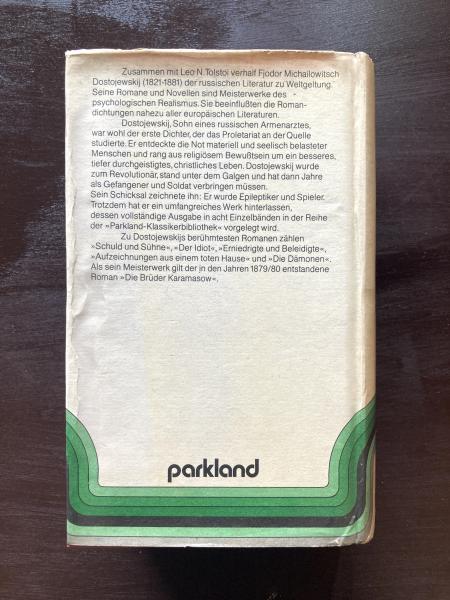 Zusammen mit Leo N. Tolstoi verhalf Fjodor Michailowitsch
Dostojewskij (1821-1881) der russischen Literatur zu Weltgeltung.
Seine Romane und Novellen sind Meisterwerke des
psychologischen Realismus. Sie beeinflußten die Roman-
dichtungen nahezu aller europäischen Literaturen.
Dostojewskij, Sohn eines russischen Armenarztes,
war wohl der erste Dichter, der das Proletariat an der Quelle
studierte. Er entdeckte die Not materiell und seelisch belasteter
Menschen und rang aus religiösem Bewußtsein um ein besseres,
tiefer durchgeistigtes, christliches Leben. Dostojewskij wurde
zum Revolutionär, stand unter dem Galgen und hat dann Jahre
als Gefangener und Soldat verbringen müssen.
Sein Schicksal zeichnete ihn: Er wurde Epileptiker und Spieler.
Trotzdem hat er ein umfangreiches Werk hinterlassen,
dessen vollständige Ausgabe in acht Einzelbänden in der Reihe
der »Parkland-Klassikerbibliothek« vorgelegt wird.
Zu Dostojewskijs berühmtesten Romanen zählen
»Schuld und Sühne«, »Der Idiot«, »Erniedrigte und Beleidigte«,
»Aufzeichnungen aus einem toten Hause« und »Die Dämonen«.
Als sein Meisterwerk gilt der in den Jahren 1879/80 entstandene
Roman »Die Brüder Karamasow«.
parkland